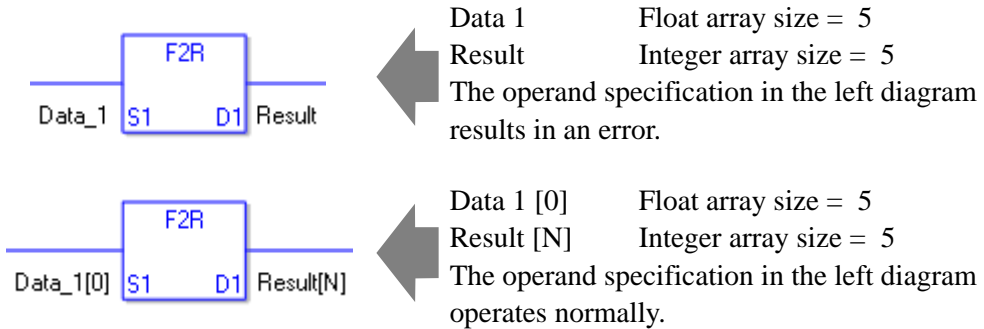 F2R
Data_1 S1 D1 Result
Data 1 Float array size = 5
Result Integer array size = 5
The operand specification in the left diagram
results in an error.
F2R
Data_1[0] S1 D1 Result[N]
Data 1 [0] Float array size = 5
Result [N] Integer array size = 5
The operand specification in the left diagram
operates normally.